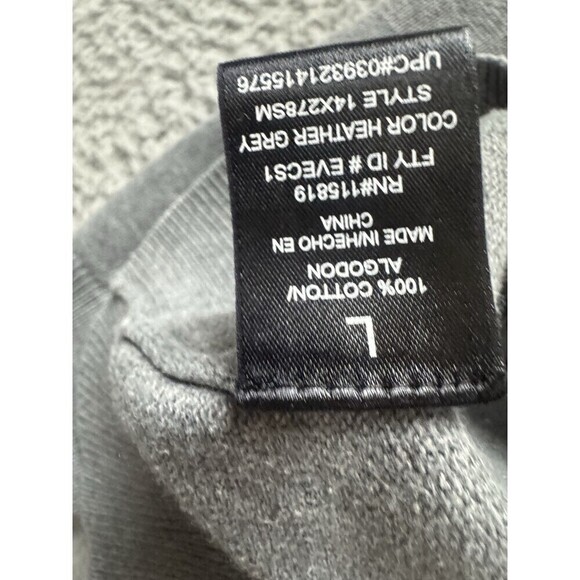 L
100% COTTON/
ALGODON
MADE IN/HECHO EN
CHINA
RN#115819
FTY ID # EVECS1
COLOR HEATHER GREY
STYLE 14X278SM
UPC#039321415576